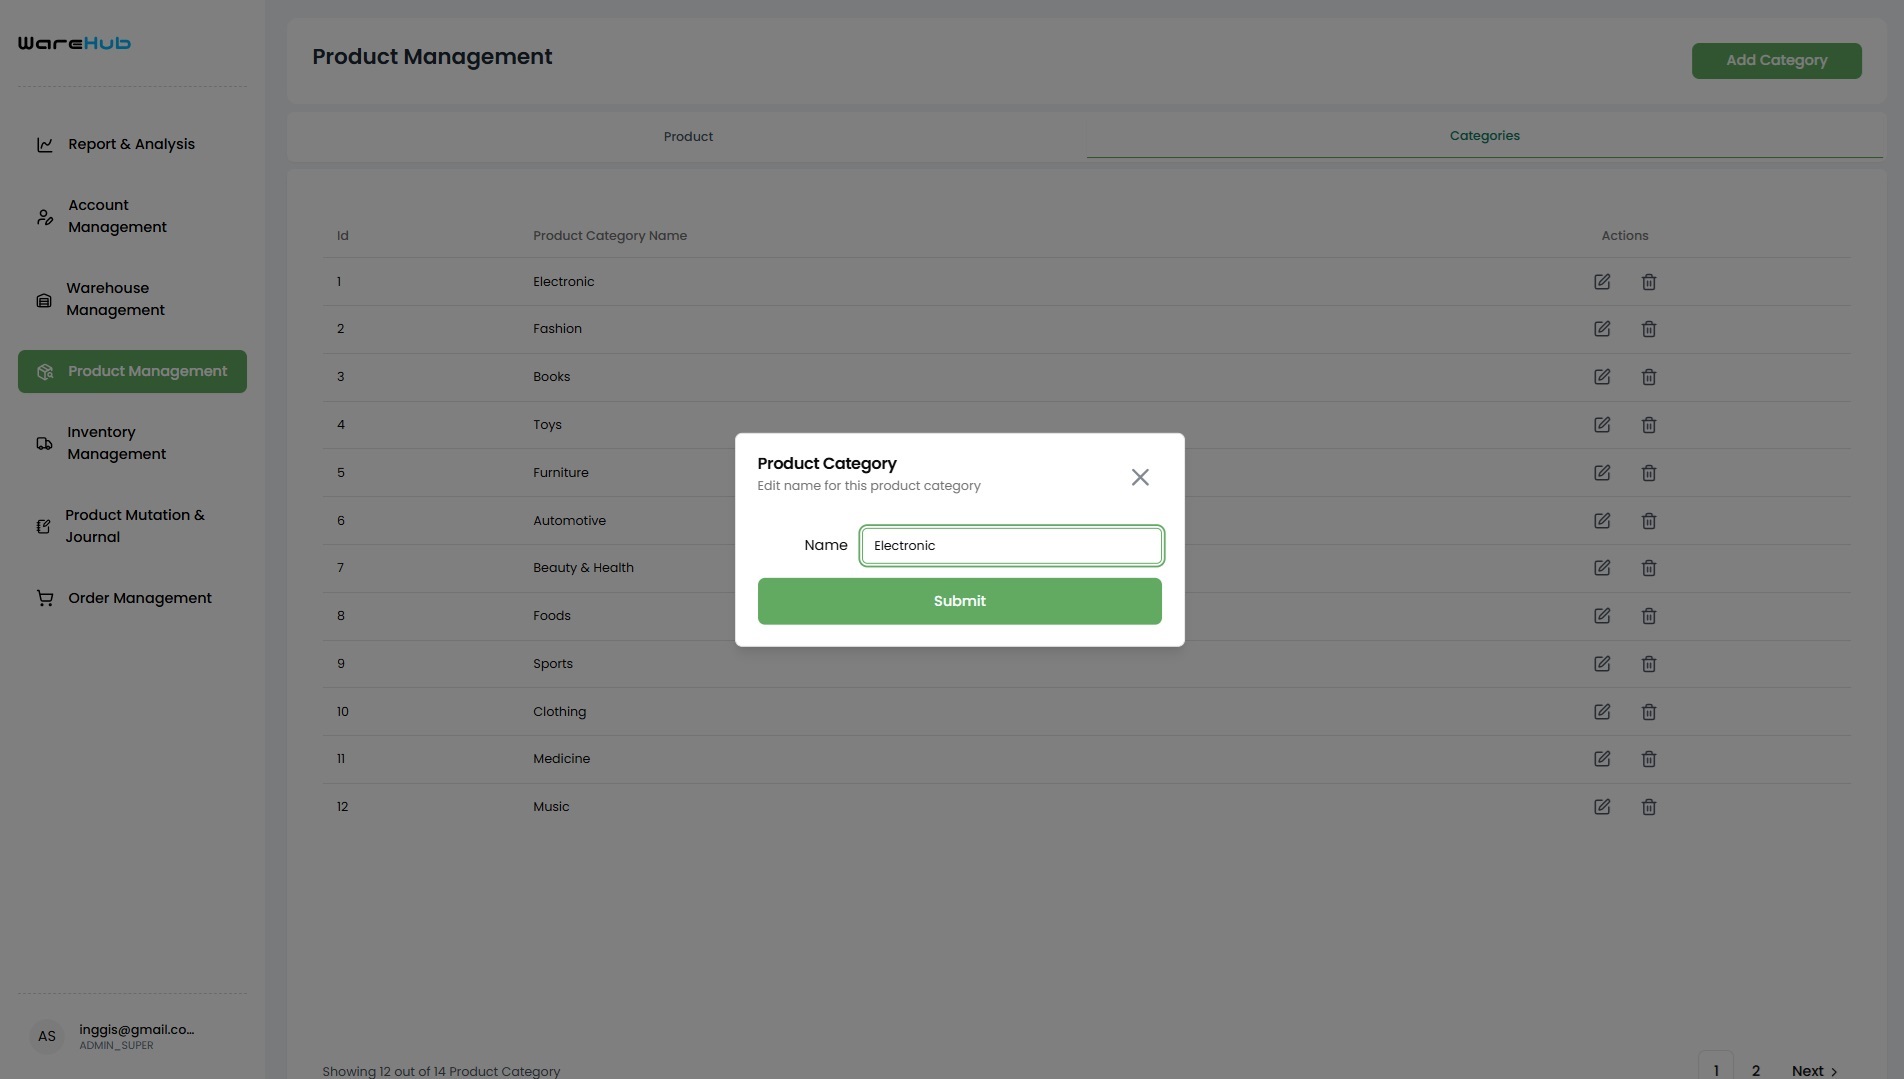 WareHub
Report & Analysis
Account
Management
Warehouse
Management
Product Management
Inventory
Management
Product Mutation &
Journal
Order Management
AS
inggis@gmail.co...
ADMIN_SUPER
Product Management
Add Category
Product
Categories
Id
Product Category Name
Actions
1
Electronic
2
Fashion
3
Books
4
Toys
5
Furniture
6
Automotive
7
Beauty & Health
8
Foods
9
Sports
10
Clothing
11
Medicine
12
Music
Product Category
Edit name for this product category
Name
Electronic
Submit
Showing 12 out of 14 Product Category
1
2
Next